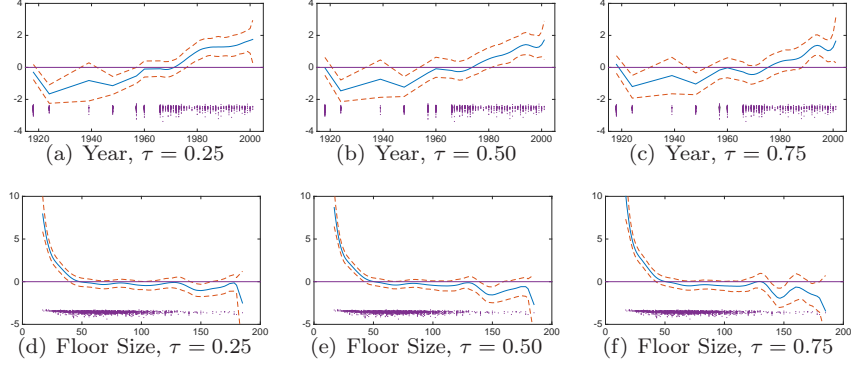 4
2
0
-2
-4
1920 1940 1960 1980 2000
(a) Year, τ = 0.25
4
2
0
-2
-4
1920 1940 1960 1980 2000
(b) Year, τ = 0.50
4
2
0
-2
-4
1920 1940 1960 1980 2000
(c) Year, τ = 0.75
10
5
0
-5
0 50 100 150 200
(d) Floor Size, τ = 0.25
10
5
0
-5
0 50 100 150 200
(e) Floor Size, τ = 0.50
10
5
0
-5
0 50 100 150 200
(f) Floor Size, τ = 0.75